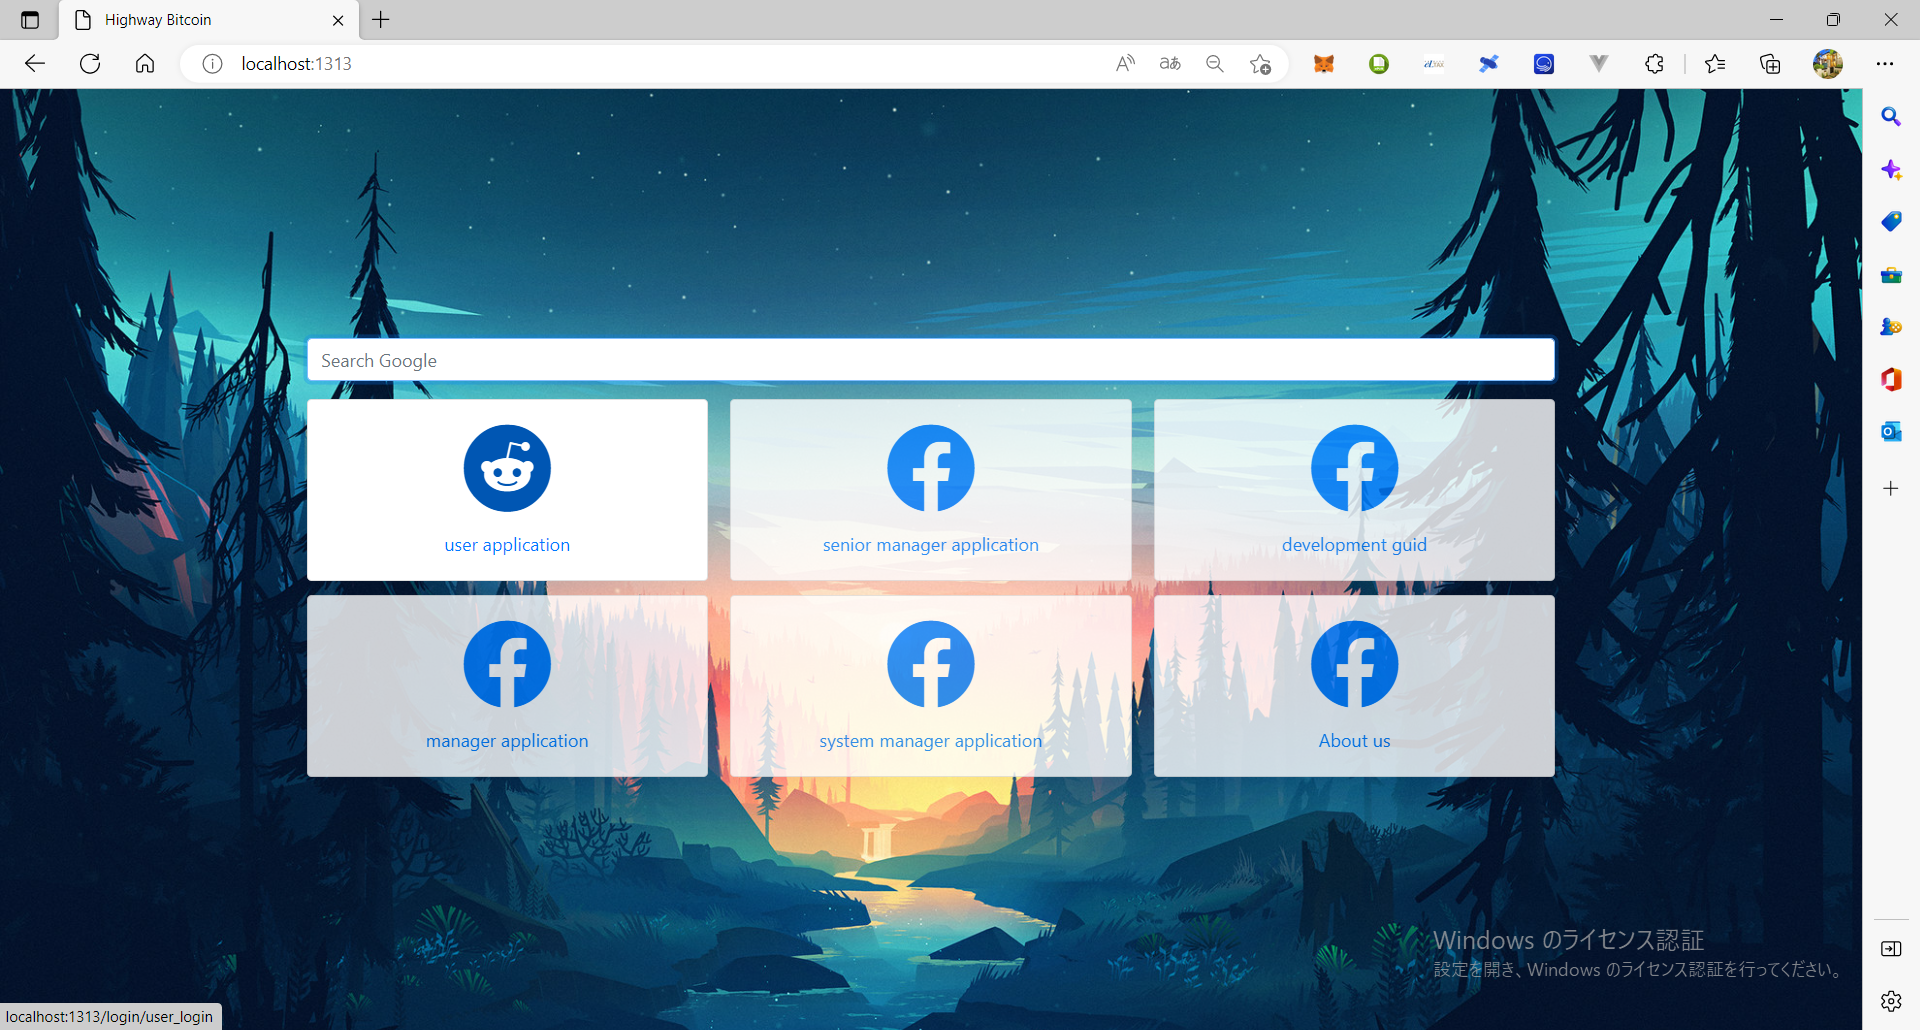 Highway Bitcoin
localhost:1313
Search Google
user application
senior manager application
development guid
manager application
system manager application
About us
Windows のライセンス認証
設定を開き、Windows のライセンス認証を行ってください。
localhost:1313/login/user_login